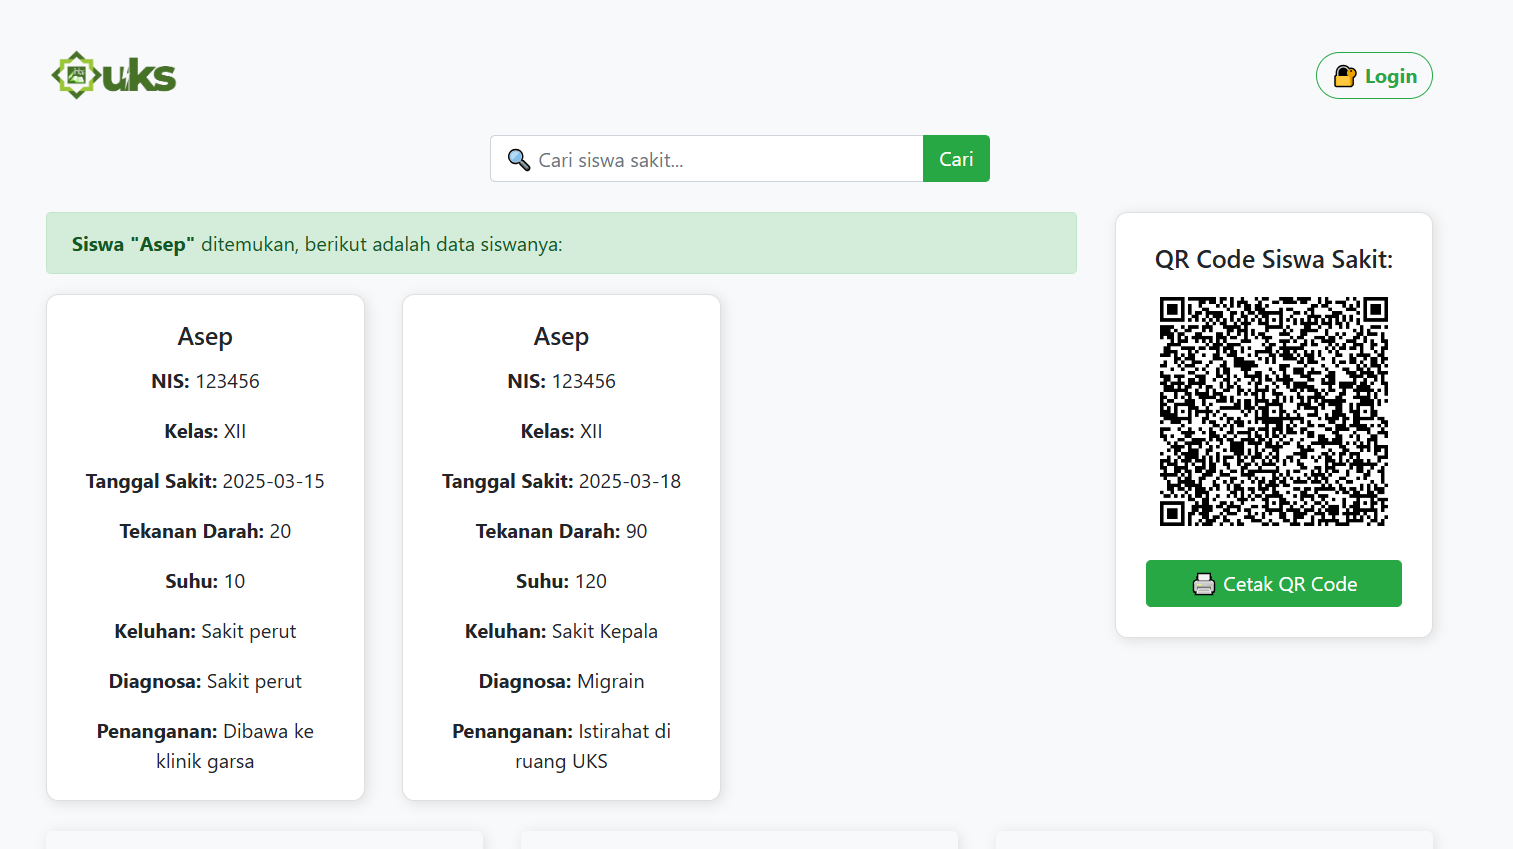 uks
Login
Cari siswa sakit...
Cari
Siswa "Asep" ditemukan, berikut adalah data siswanya:
Asep
NIS: 123456
Kelas: XII
Tanggal Sakit: 2025-03-15
Tekanan Darah: 20
Suhu: 10
Keluhan: Sakit perut
Diagnosa: Sakit perut
Penanganan: Dibawa ke
klinik garsa
Asep
NIS: 123456
Kelas: XII
Tanggal Sakit: 2025-03-18
Tekanan Darah: 90
Suhu: 120
Keluhan: Sakit Kepala
Diagnosa: Migrain
Penanganan: Istirahat di
ruang UKS
QR Code Siswa Sakit:
Cetak QR Code